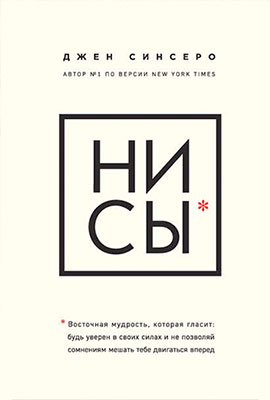 ДЖЕН СИНСЕРО
АВТОР №1 ПО ВЕРСИИ NEW YORK TIMES
НИ
СЫ*
* Восточная мудрость, которая гласит:
будь уверен в своих силах и не позволяй
сомнениям мешать тебе двигаться вперед